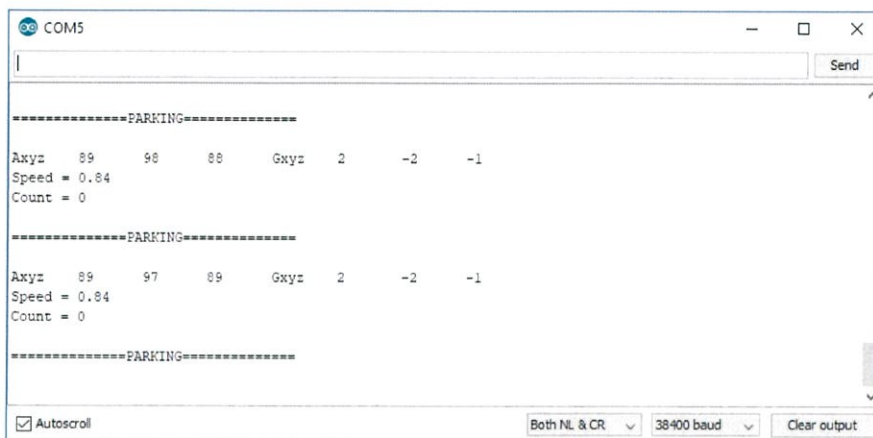 COM5
Send
==============PARKING==============
Axyz 89 98 88 Gxyz 2 -2 -1
Speed = 0.84
Count = 0
==============PARKING==============
Axyz 89 97 89 Gxyz 2 -2 -1
Speed = 0.84
Count = 0
==============PARKING==============
Autoscroll Both NL & CR 38400 baud Clear output